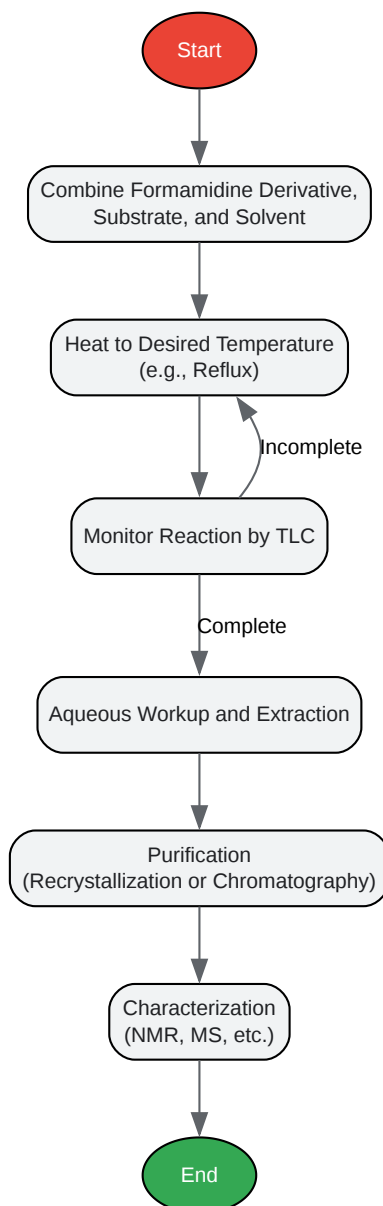 Start
Combine Formamidine Derivative,
Substrate, and Solvent
Heat to Desired Temperature
(e.g., Reflux)
Incomplete
Monitor Reaction by TLC
Complete
Aqueous Workup and Extraction
Purification
(Recrystallization or Chromatography)
Characterization
(NMR, MS, etc.)
End